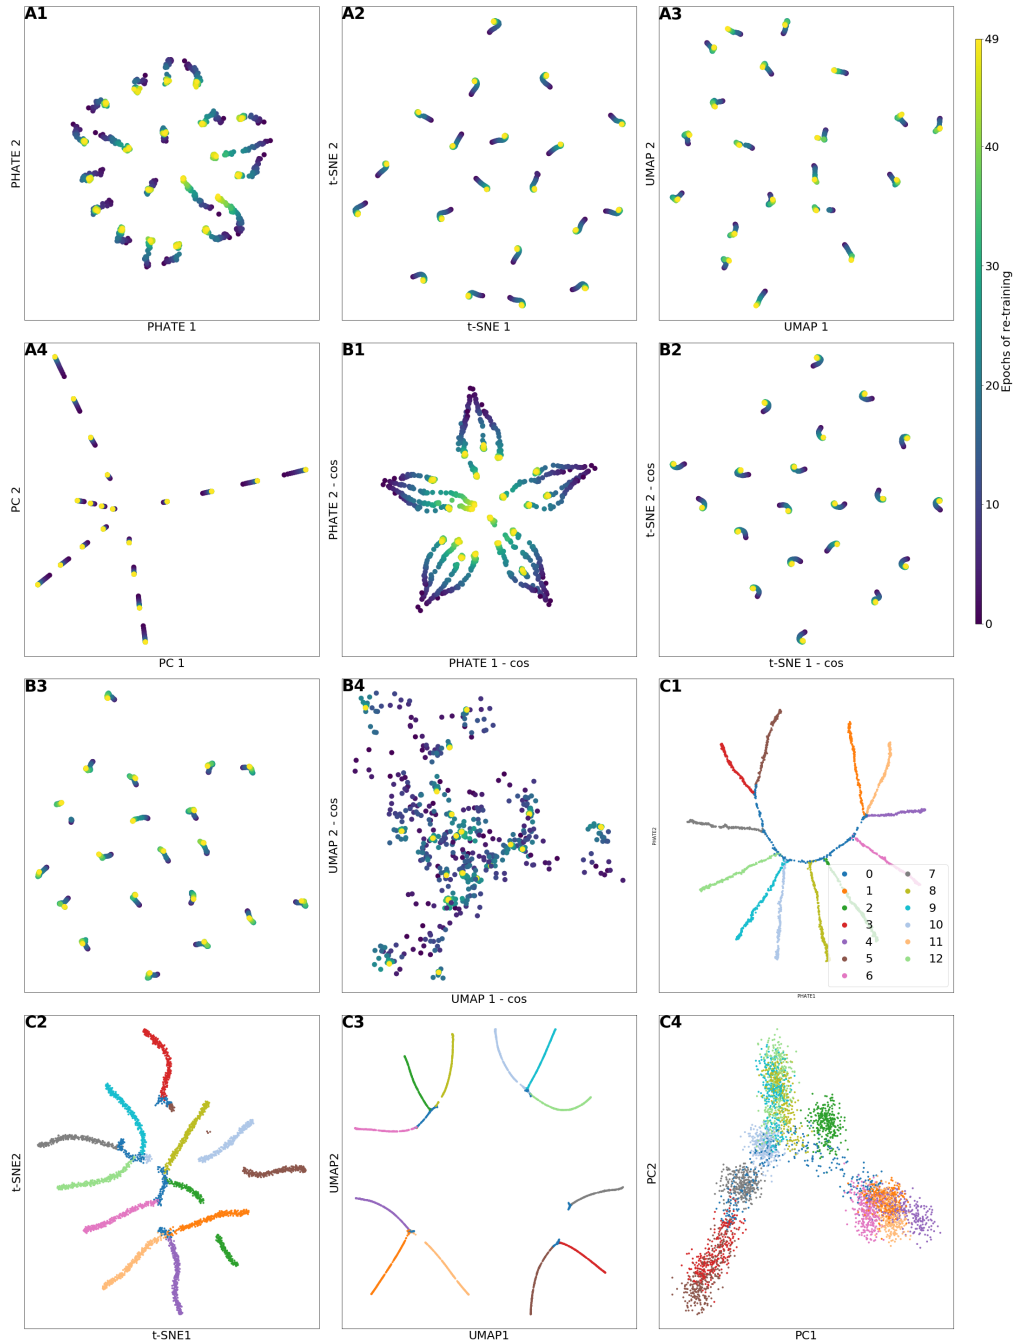 A1
PHATE 2
PHATE 1
A2
t-SNE 2
t-SNE 1
A3
UMAP 2
UMAP 1
49
40
30
20
10
0
Epochs of re-training
A4
PC 2
PC 1
B1
PHATE 2 - cos
PHATE 1 - cos
B2
t-SNE 2 - cos
t-SNE 1 - cos
B3
B4
UMAP 2 - cos
UMAP 1 - cos
C1
PHATE2
PHATE1
0 7
1 8
2 9
3 10
4 11
5 12
6
C2
t-SNE2
t-SNE1
C3
UMAP2
UMAP1
C4
PC2
PC1